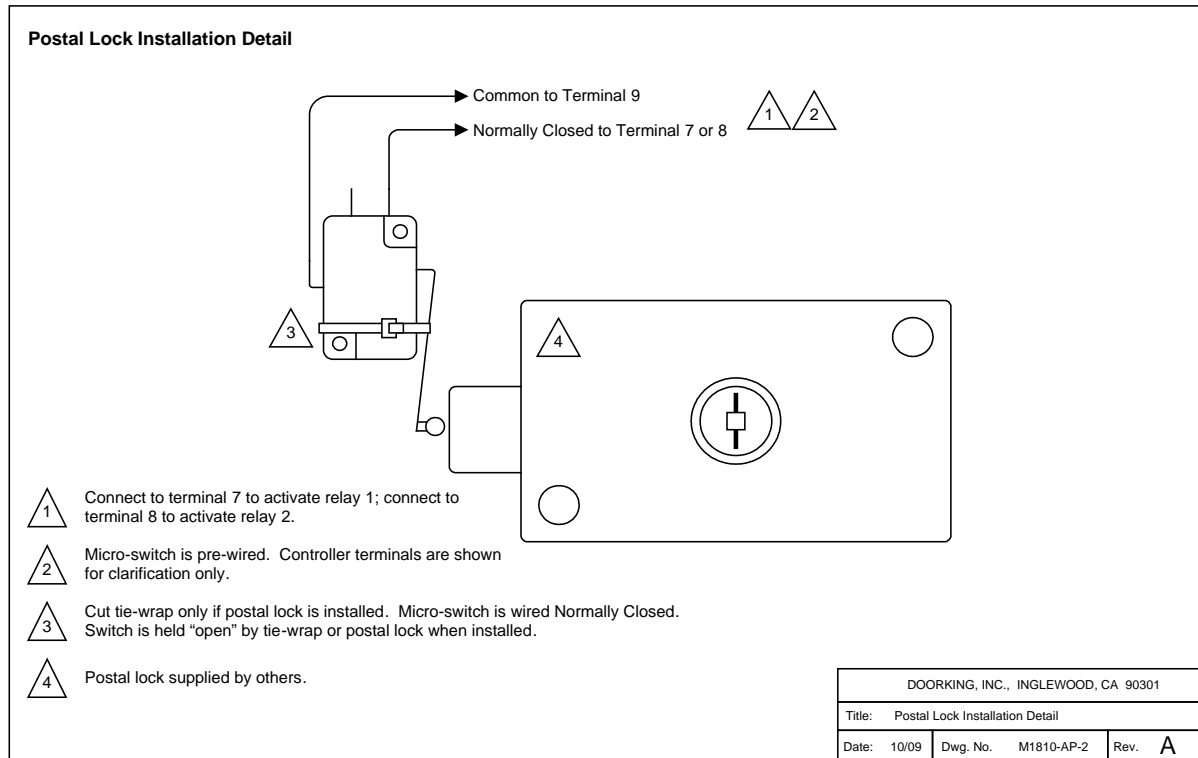 Postal Lock Installation Detail
Common to Terminal 9
Normally Closed to Terminal 7 or 8
1 2
3
4
1 Connect to terminal 7 to activate relay 1; connect to
terminal 8 to activate relay 2.
2 Micro-switch is pre-wired. Controller terminals are shown
for clarification only.
3 Cut tie-wrap only if postal lock is installed. Micro-switch is wired Normally Closed.
Switch is held “open” by tie-wrap or postal lock when installed.
4 Postal lock supplied by others.
DOORKING, INC., INGLEWOOD, CA 90301
Title: Postal Lock Installation Detail
Date: 10/09 Dwg. No. M1810-AP-2 Rev. A